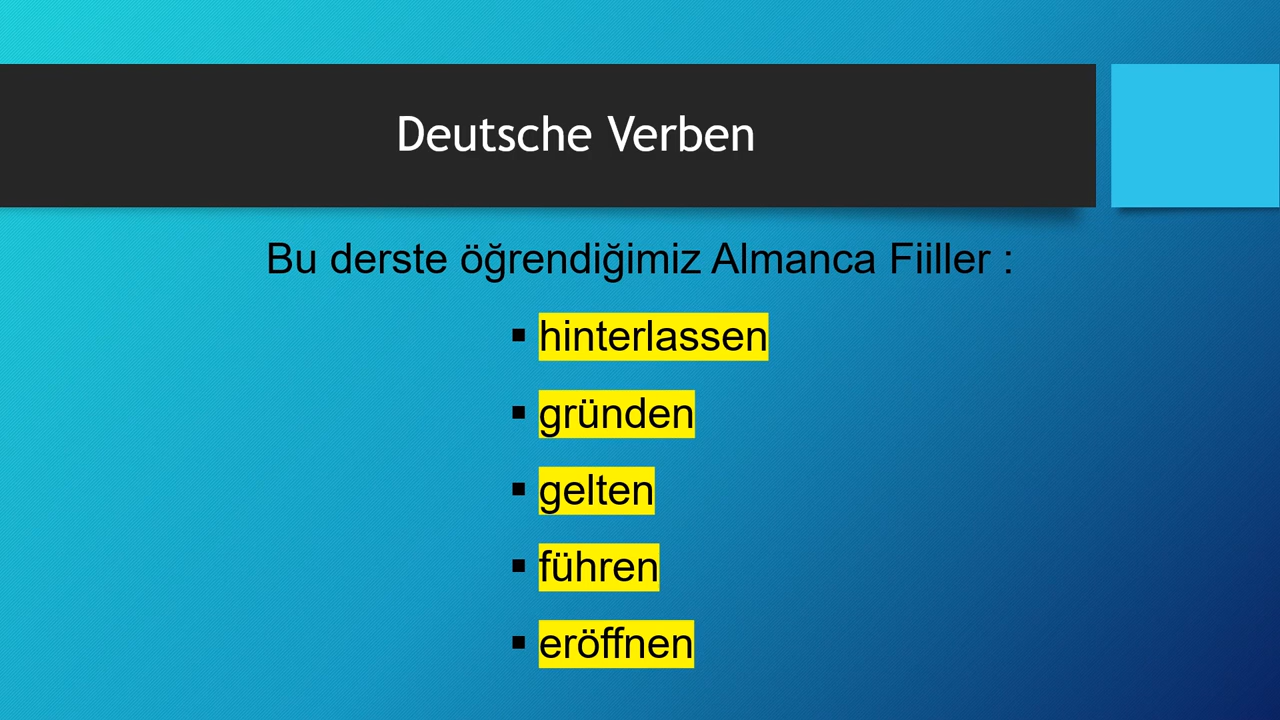 Deutsche Verben
Bu derste öğrendiğimiz Almanca Fiiller :
▪ hinterlassen
▪ gründen
▪ gelten
▪ führen
▪ eröffnen